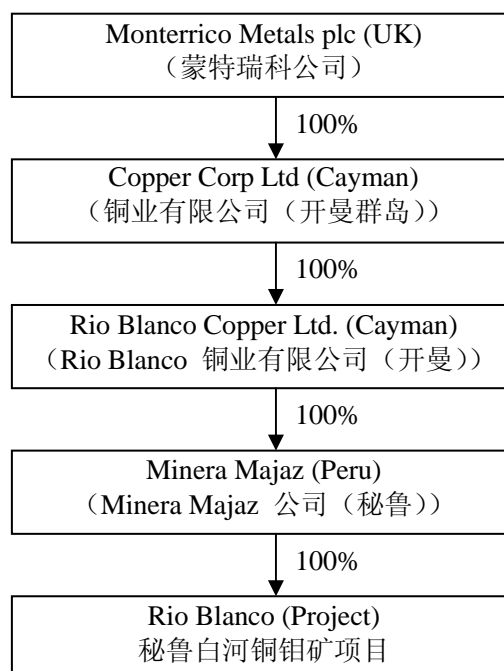 Monterrico Metals plc (UK)
（蒙特瑞科公司）
100%
Copper Corp Ltd (Cayman)
（铜业有限公司（开曼群岛））
100%
Rio Blanco Copper Ltd. (Cayman)
（Rio Blanco 铜业有限公司（开曼））
100%
Minera Majaz (Peru)
（Minera Majaz 公司（秘鲁））
100%
Rio Blanco (Project)
秘鲁白河铜钼矿项目